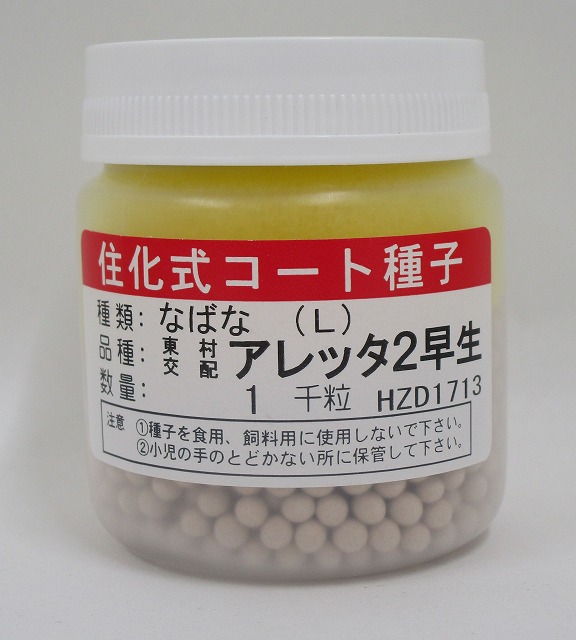 住化式コート種子
種類: なばな （L）
品種: 東村交配 アレッタ2早生
数量: 1 千粒 HZD1713
注意 ①種子を食用、飼料用に使用しないで下さい。
②小児の手のとどかない所に保管して下さい。